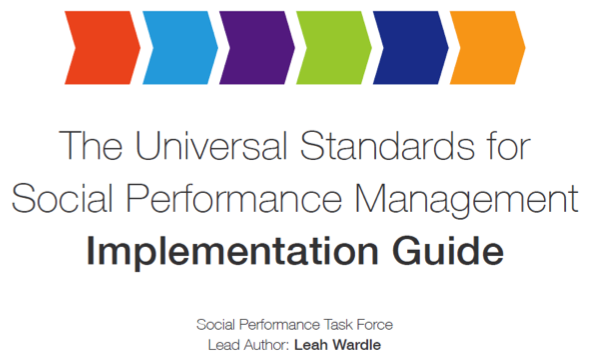 The Universal Standards for
Social Performance Management
Implementation Guide
Social Performance Task Force
Lead Author: Leah Wardle